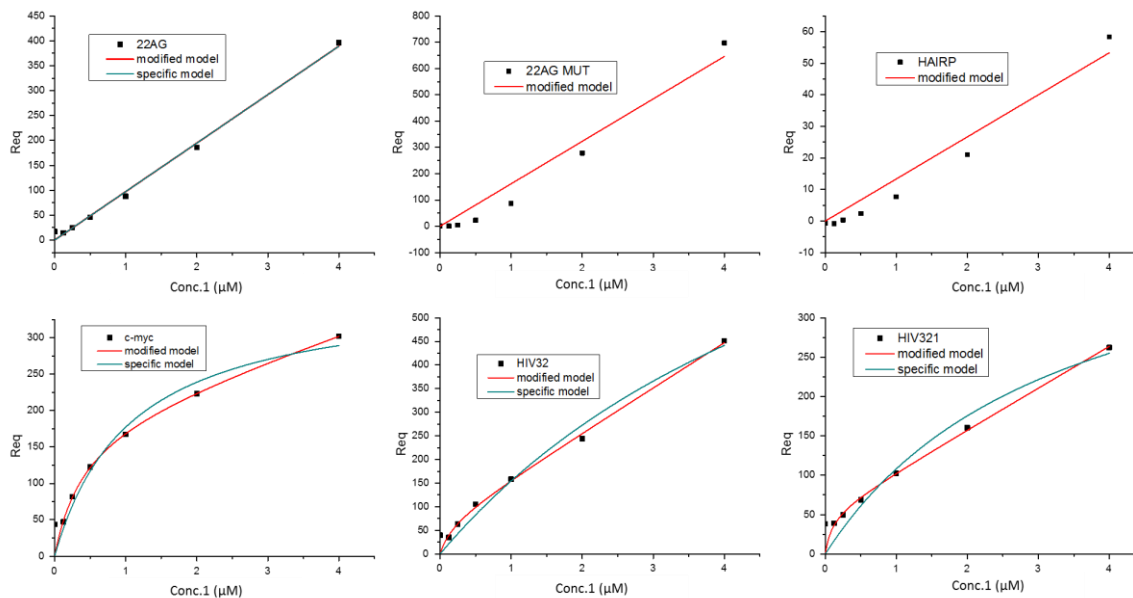 450
400
350
300
250
200
150
100
50
0
Req
22AG
modified model
specific model
0 1 2 3 4
Conc.1 (µM)
800
700
600
500
400
300
200
100
0
-100
Req
22AG MUT
modified model
0 1 2 3 4
Conc.1 (µM)
60
50
40
30
20
10
0
-10
Req
HAIRP
modified model
0 1 2 3 4
Conc.1 (µM)
300
250
200
150
100
50
0
Req
c-myc
modified model
specific model
0 1 2 3 4
Conc.1 (µM)
500
450
400
350
300
250
200
150
100
50
0
Req
HIV32
modified model
specific model
0 1 2 3 4
Conc.1 (µM)
300
250
200
150
100
50
0
Req
HIV321
modified model
specific model
0 1 2 3 4
Conc.1 (µM)